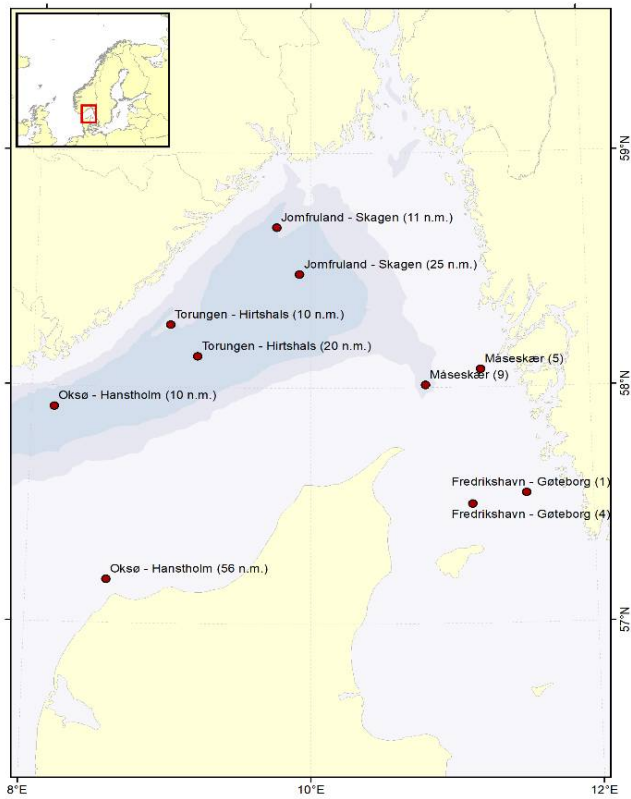 59°N
Jomfruland - Skagen (11 n.m.)
Jomfruland - Skagen (25 n.m.)
Torungen - Hirtshals (10 n.m.)
Torungen - Hirtshals (20 n.m.)
Måseskær (5)
58°N
Måseskær (9)
Oksø - Hanstholm (10 n.m.)
Fredrikshavn - Gøteborg (1)
Fredrikshavn - Gøteborg (4)
Oksø - Hanstholm (56 n.m.)
57°N
8°E
10°E
12°E